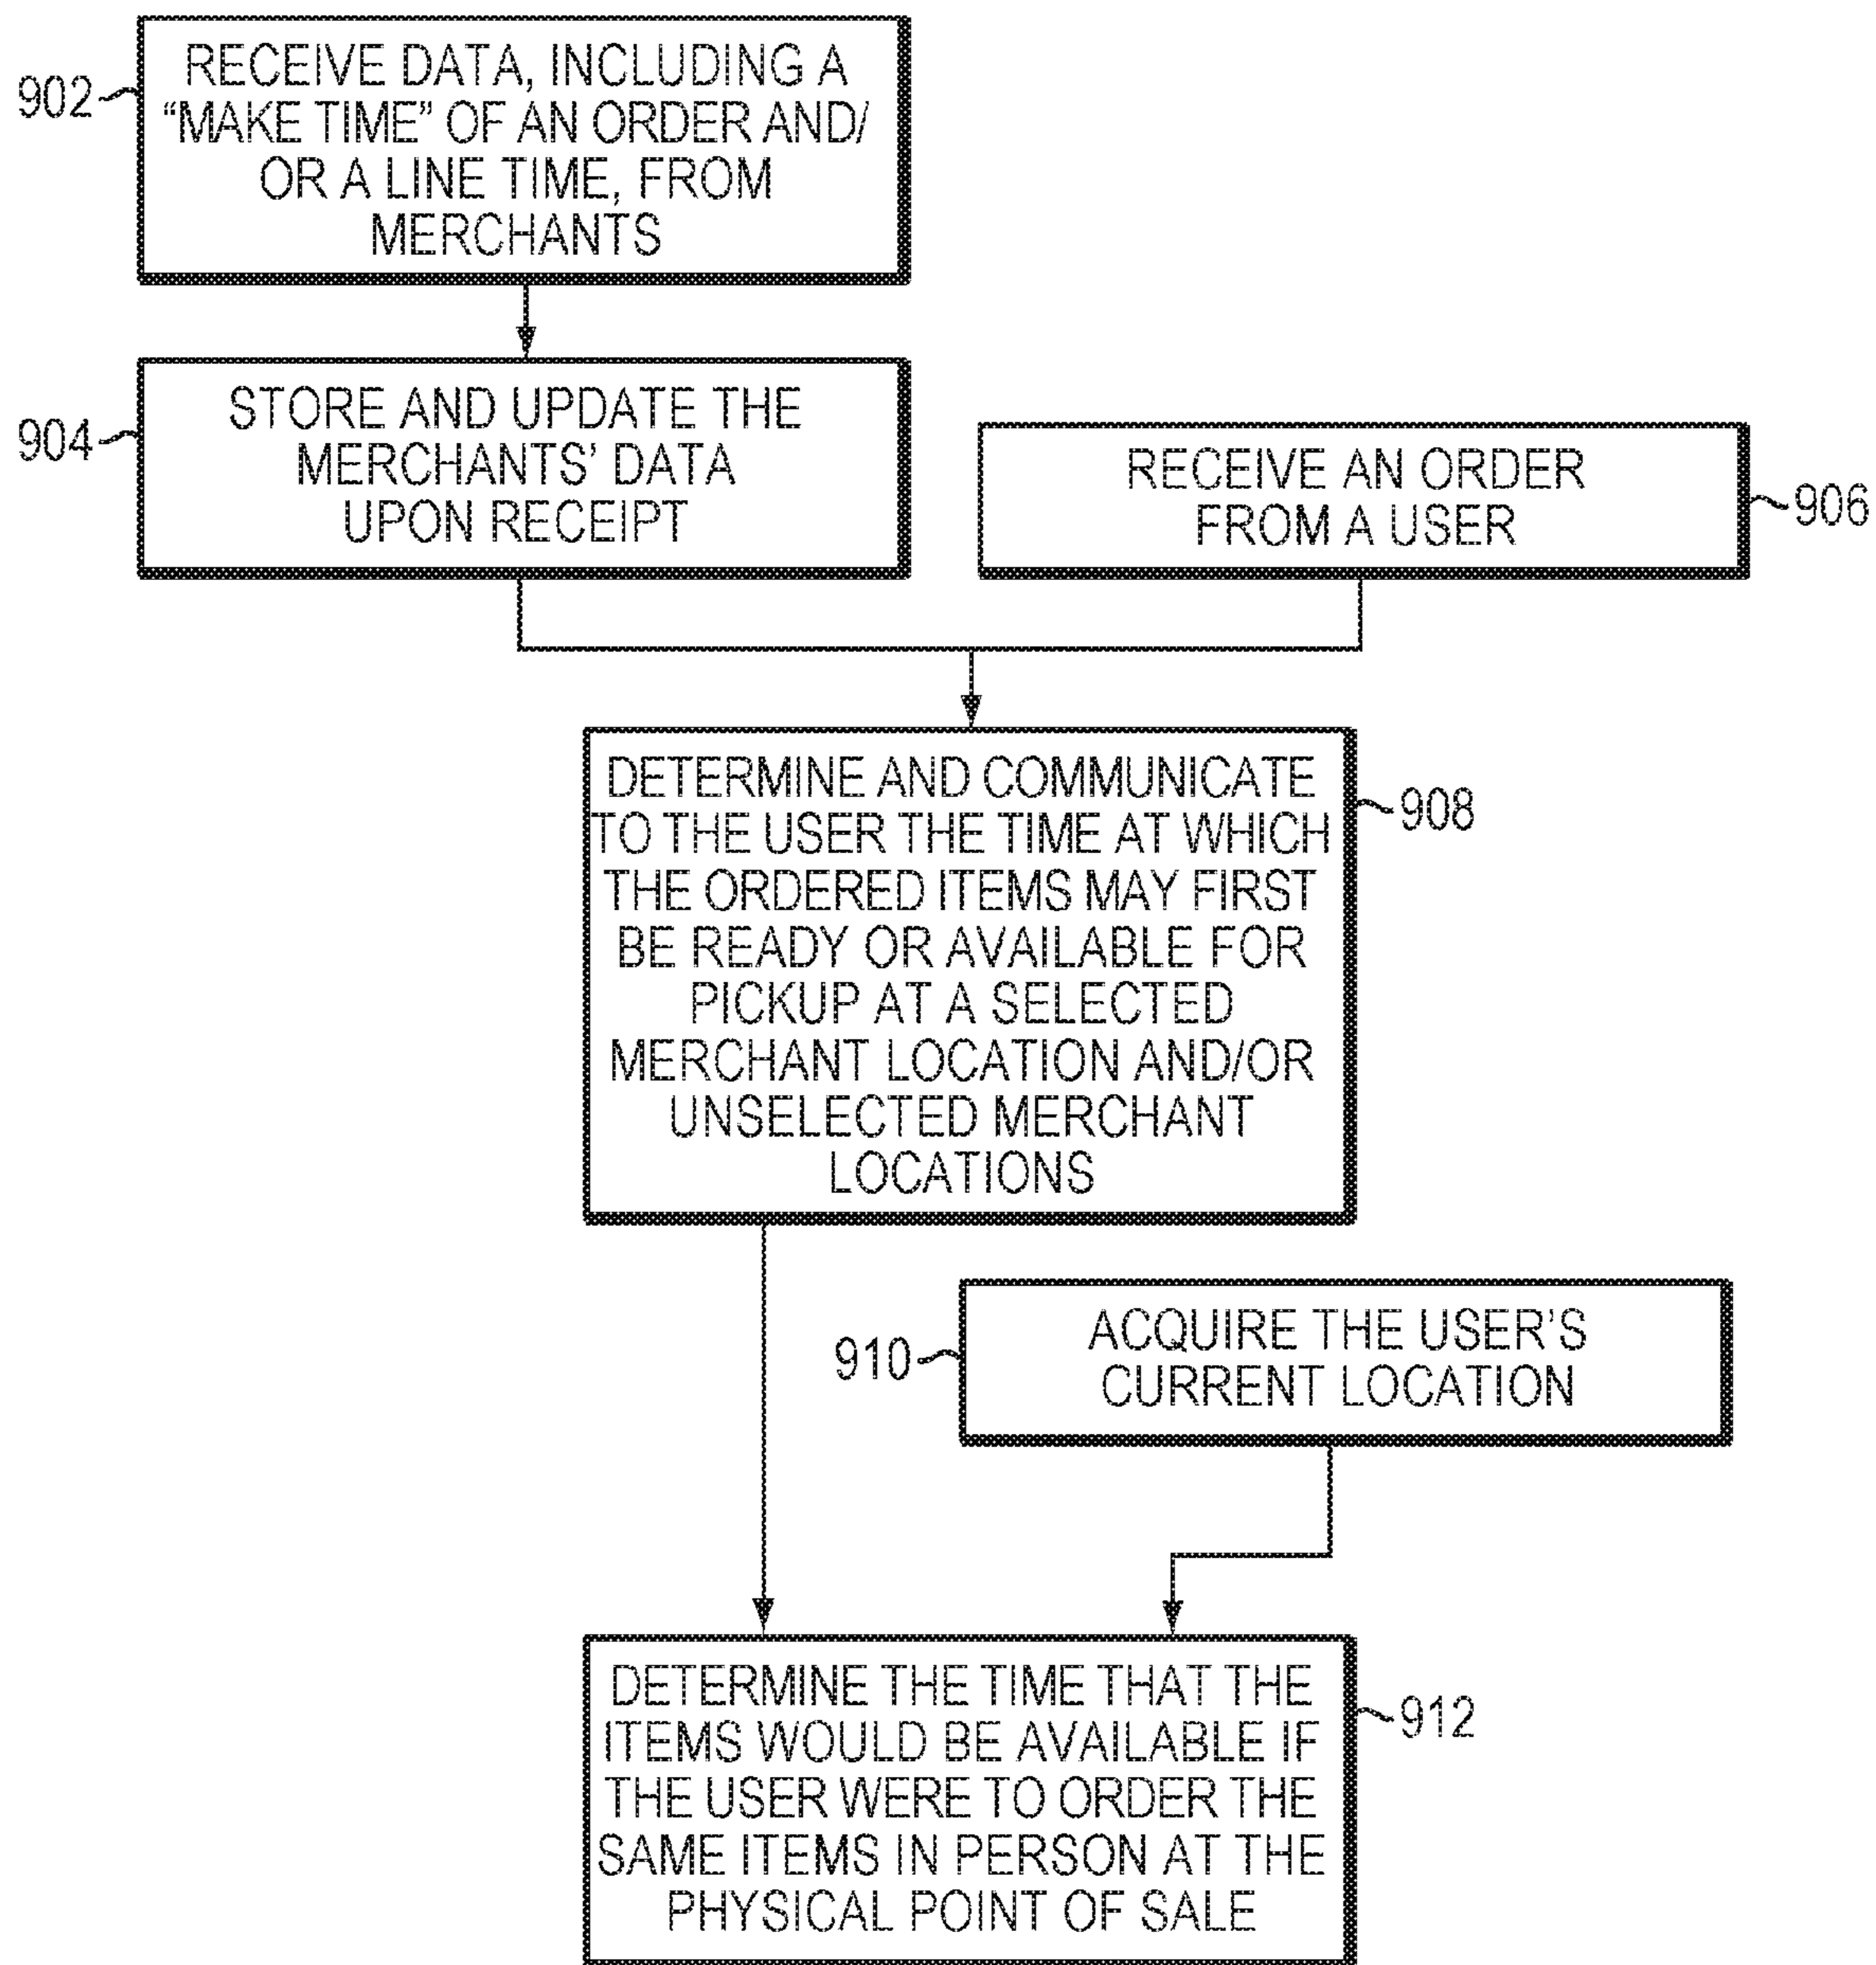 902
RECEIVE DATA, INCLUDING A
“MAKE TIME” OF AN ORDER AND/
OR A LINE TIME, FROM
MERCHANTS
904
STORE AND UPDATE THE
MERCHANTS’ DATA
UPON RECEIPT
RECEIVE AN ORDER
FROM A USER
906
DETERMINE AND COMMUNICATE
TO THE USER THE TIME AT WHICH
THE ORDERED ITEMS MAY FIRST
BE READY OR AVAILABLE FOR
PICKUP AT A SELECTED
MERCHANT LOCATION AND/OR
UNSELECTED MERCHANT
LOCATIONS
908
910
ACQUIRE THE USER’S
CURRENT LOCATION
DETERMINE THE TIME THAT THE
ITEMS WOULD BE AVAILABLE IF
THE USER WERE TO ORDER THE
SAME ITEMS IN PERSON AT THE
PHYSICAL POINT OF SALE
912